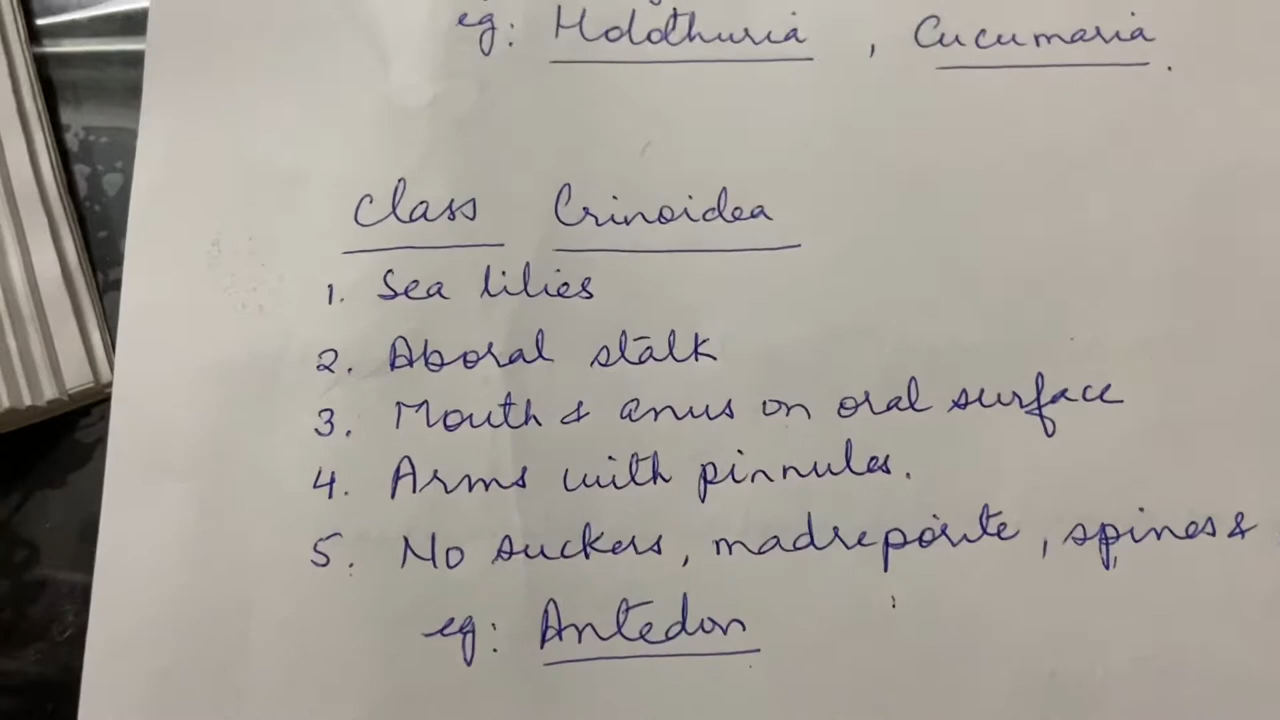 eg: Holothuria , Cucumaria.
Class Crinoidea
1. Sea lilies
2. Aboral stalk
3. Mouth & anus on oral surface
4. Arms with pinnules.
5. No suckers, madreporite, spines &
eg: Antedon